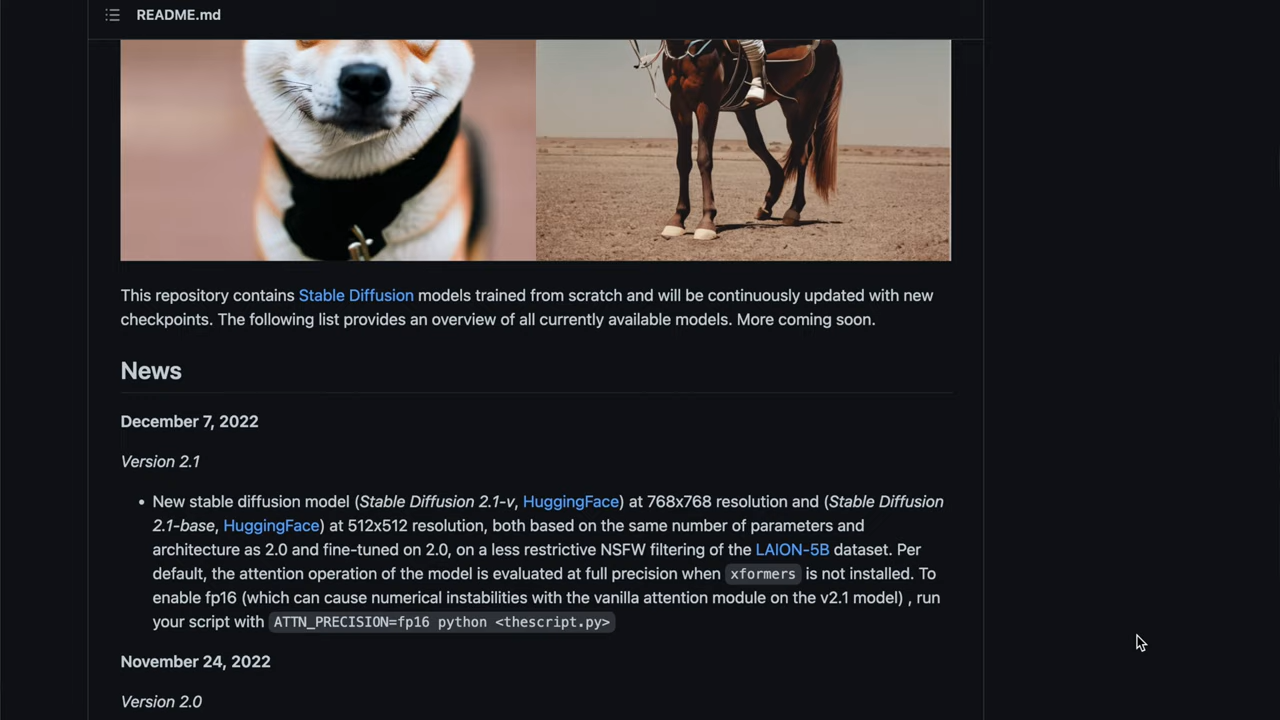 README.md
This repository contains Stable Diffusion models trained from scratch and will be continuously updated with new
checkpoints. The following list provides an overview of all currently available models. More coming soon.
News
December 7, 2022
Version 2.1
• New stable diffusion model (Stable Diffusion 2.1-v, HuggingFace) at 768x768 resolution and (Stable Diffusion
2.1-base, HuggingFace) at 512x512 resolution, both based on the same number of parameters and
architecture as 2.0 and fine-tuned on 2.0, on a less restrictive NSFW filtering of the LAION-5B dataset. Per
default, the attention operation of the model is evaluated at full precision when xformers is not installed. To
enable fp16 (which can cause numerical instabilities with the vanilla attention module on the v2.1 model) , run
your script with ATTN_PRECISION=fp16 python <thescript.py>
November 24, 2022
Version 2.0